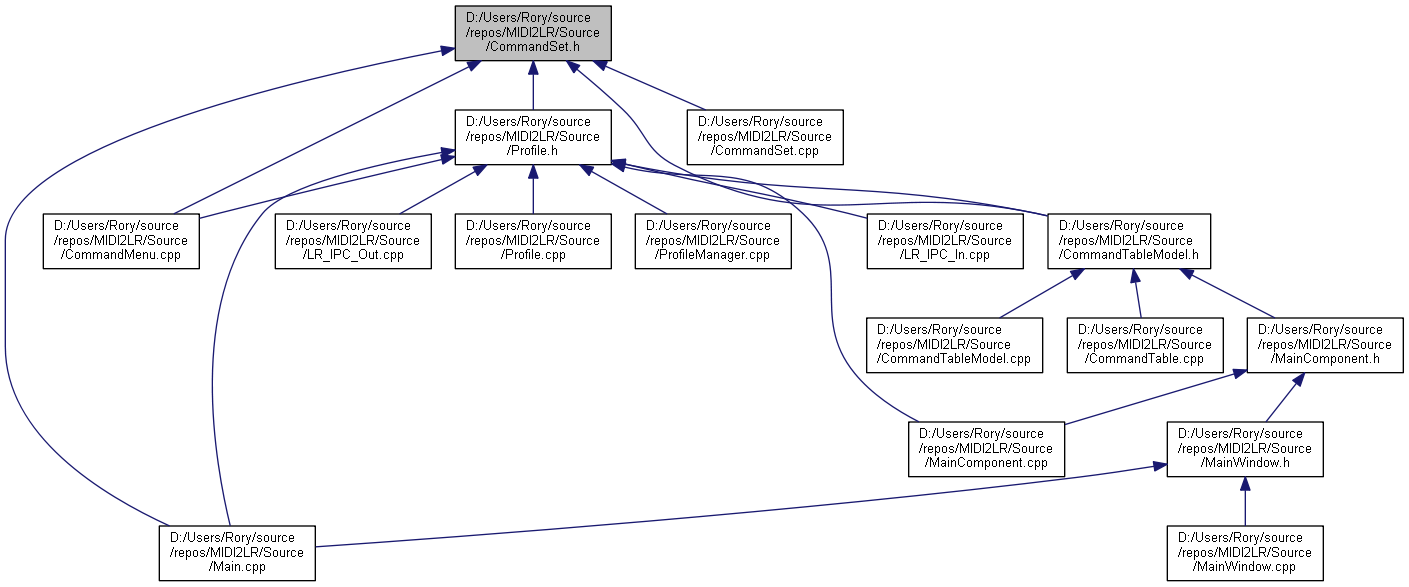 D:/Users/Rory/source
/repos/MIDI2LR/Source
/CommandSet.h
D:/Users/Rory/source
/repos/MIDI2LR/Source
/Profile.h
D:/Users/Rory/source
/repos/MIDI2LR/Source
/CommandSet.cpp
D:/Users/Rory/source
/repos/MIDI2LR/Source
/CommandMenu.cpp
D:/Users/Rory/source
/repos/MIDI2LR/Source
/LR_IPC_Out.cpp
D:/Users/Rory/source
/repos/MIDI2LR/Source
/Profile.cpp
D:/Users/Rory/source
/repos/MIDI2LR/Source
/ProfileManager.cpp
D:/Users/Rory/source
/repos/MIDI2LR/Source
/LR_IPC_In.cpp
D:/Users/Rory/source
/repos/MIDI2LR/Source
/CommandTableModel.h
D:/Users/Rory/source
/repos/MIDI2LR/Source
/CommandTableModel.cpp
D:/Users/Rory/source
/repos/MIDI2LR/Source
/CommandTable.cpp
D:/Users/Rory/source
/repos/MIDI2LR/Source
/MainComponent.h
D:/Users/Rory/source
/repos/MIDI2LR/Source
/MainComponent.cpp
D:/Users/Rory/source
/repos/MIDI2LR/Source
/MainWindow.h
D:/Users/Rory/source
/repos/MIDI2LR/Source
/Main.cpp
D:/Users/Rory/source
/repos/MIDI2LR/Source
/MainWindow.cpp